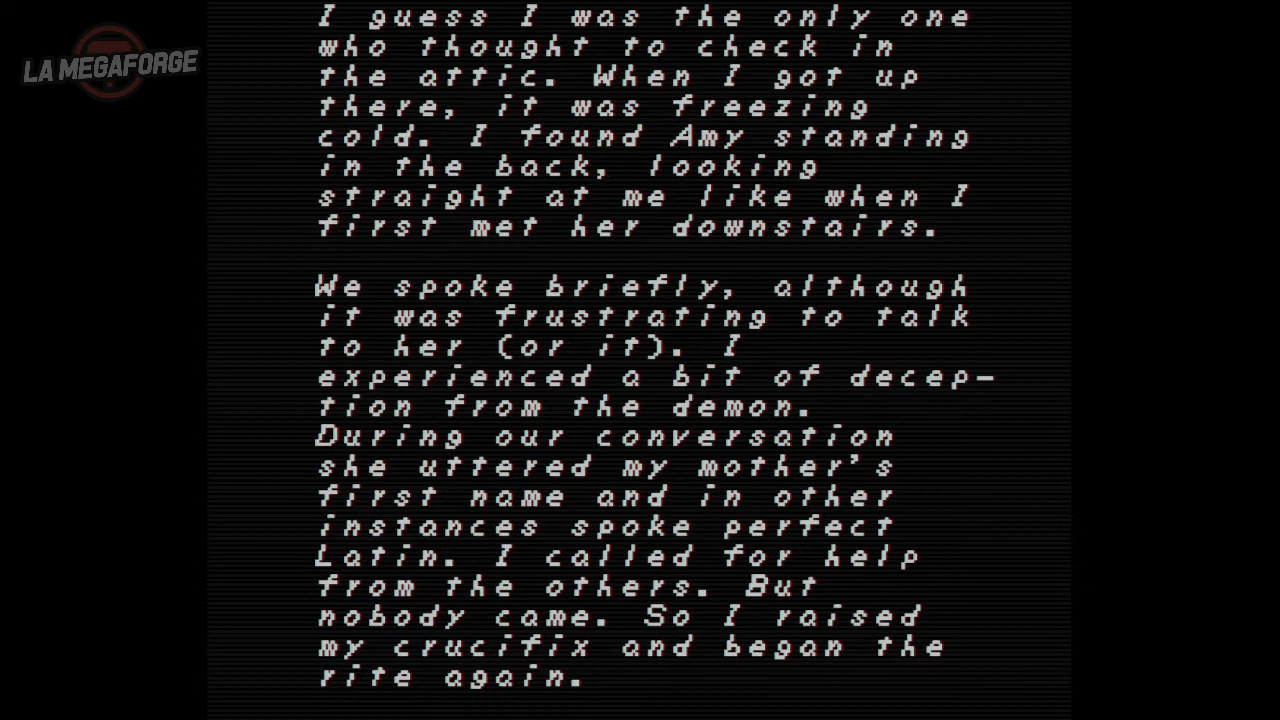 LA MEGAFORGE
I guess I was the only one
who thought to check in
the attic. When I got up
there, it was freezing
cold. I found Amy standing
in the back, looking
straight at me like when I
first met her downstairs.
We spoke briefly, although
it was frustrating to talk
to her (or it). I
experienced a bit of decep-
tion from the demon.
During our conversation
she uttered my mother's
first name and in other
instances spoke perfect
Latin. I called for help
from the others. But
nobody came. So I raised
my crucifix and began the
rite again.